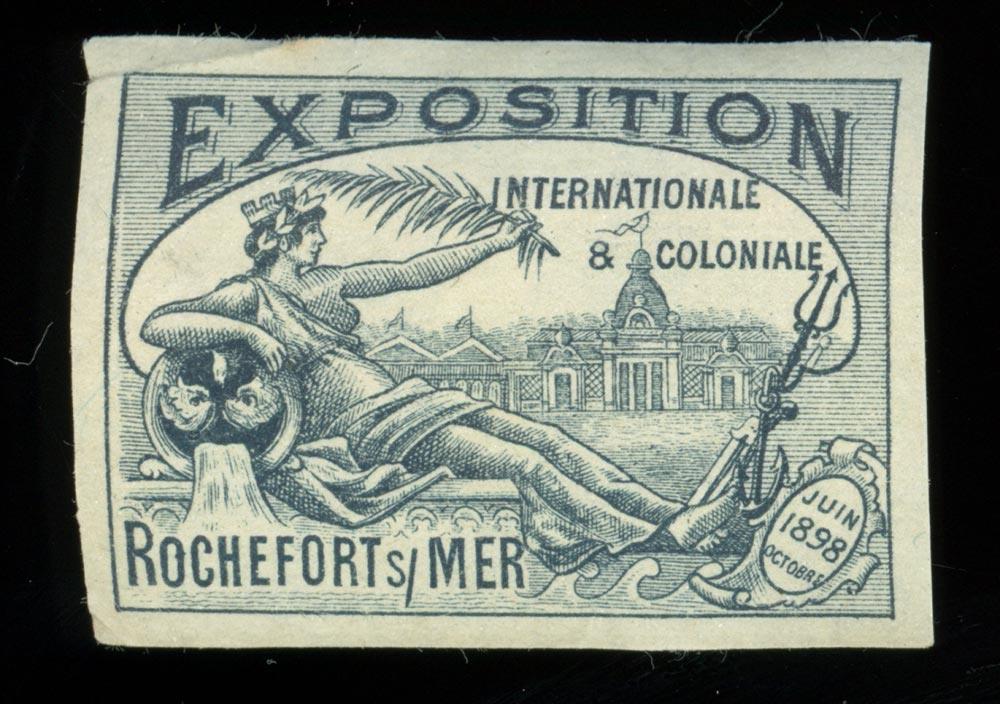 EXPOSITION
INTERNATIONALE
& COLONIALE
ROCHEFORT S/ MER
JUIN
1898
OCTOBRE